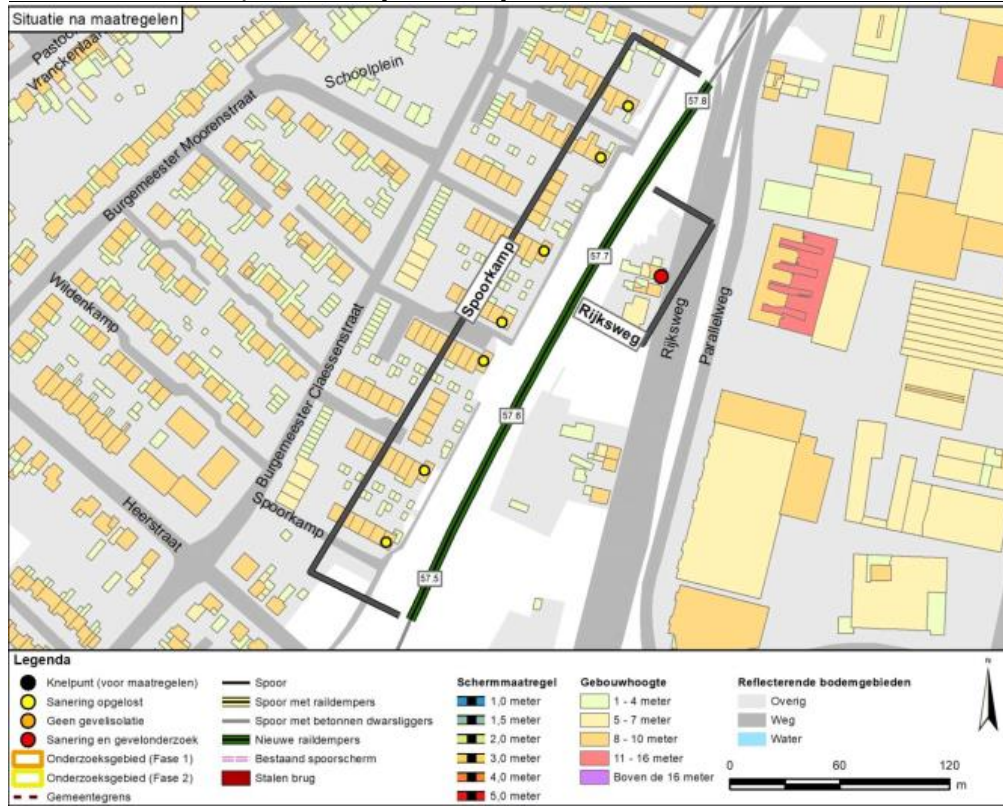 Situatie na maatregelen
Pastoor
Vranckenlaan
Schoolplein
Burgemeester Moorenstraat
57.8
57.7
Spoorkamp
Rijksweg
Rijksweg
Parallelweg
Wildenkamp
Burgemeester Claessenstraat
57.6
Spoorkamp
Heerstraat
57.5
Legenda
Knelpunt (voor maatregelen)
Sanering opgelost
Geen gevelisolatie
Sanering en gevelonderzoek
Onderzoeksgebied (Fase 1)
Onderzoeksgebied (Fase 2)
Gemeentegrens
Spoor
Spoor met raildempers
Spoor met betonnen dwarsliggers
Nieuwe raildempers
Bestaand spoorscherm
Stalen brug
Schermmaatregel
1,0 meter
1,5 meter
2,0 meter
3,0 meter
4,0 meter
5,0 meter
Gebouwhoogte
1 - 4 meter
5 - 7 meter
8 - 10 meter
11 - 16 meter
Boven de 16 meter
Reflecterende bodemgebieden
Overig
Weg
Water
N
0 60 120
m